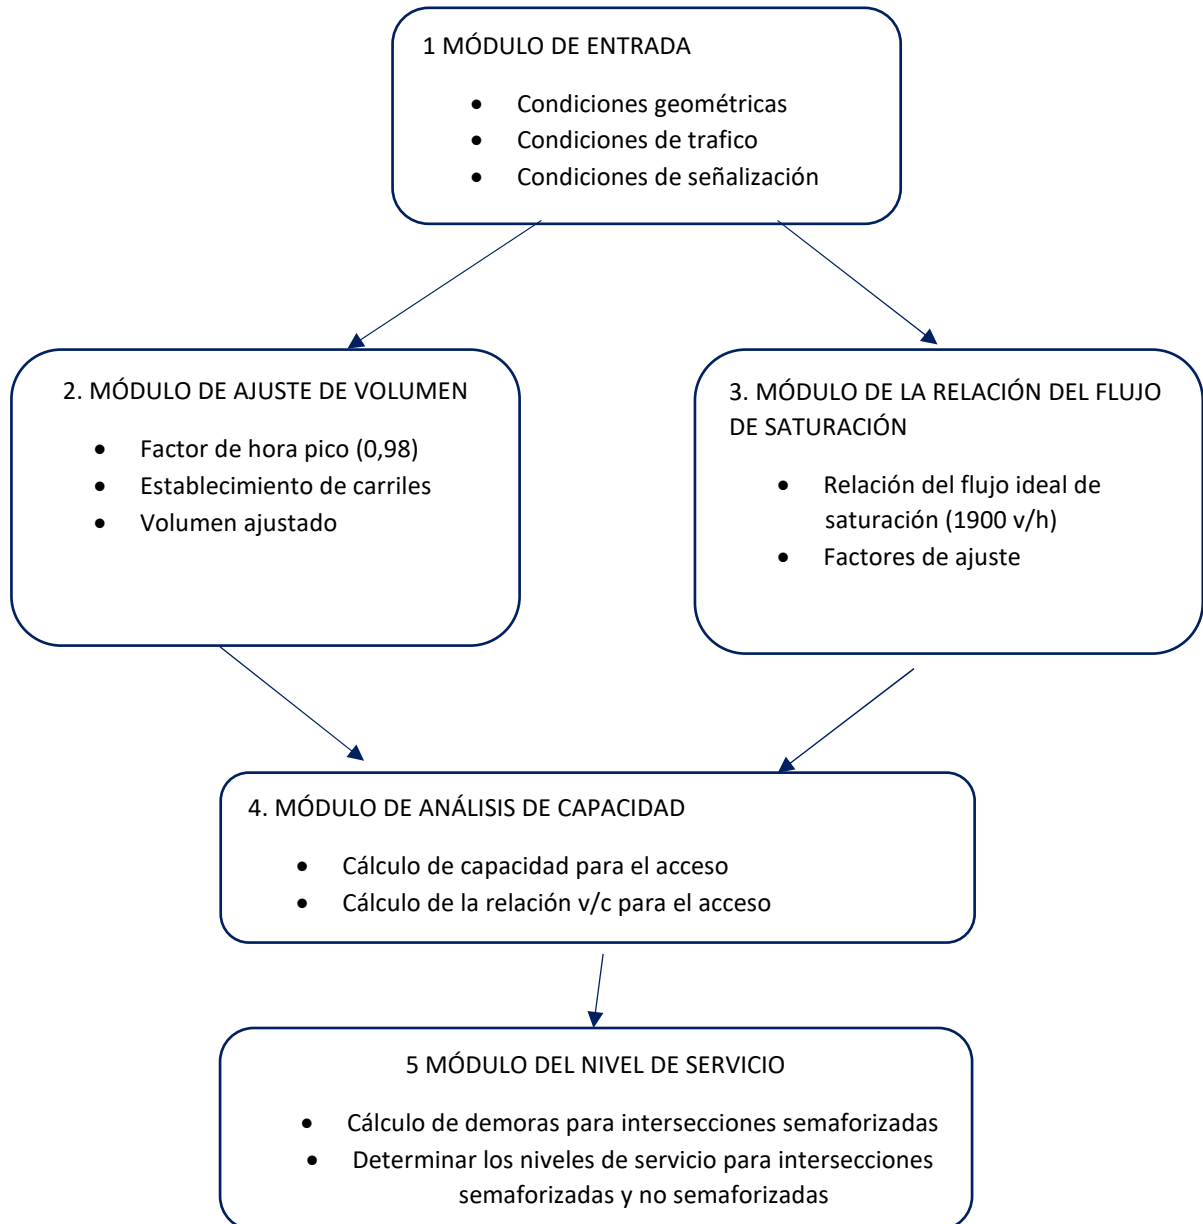 1 MÓDULO DE ENTRADA
• Condiciones geométricas
• Condiciones de trafico
• Condiciones de señalización
2. MÓDULO DE AJUSTE DE VOLUMEN
• Factor de hora pico (0,98)
• Establecimiento de carriles
• Volumen ajustado
3. MÓDULO DE LA RELACIÓN DEL FLUJO
DE SATURACIÓN
• Relación del flujo ideal de
saturación (1900 v/h)
• Factores de ajuste
4. MÓDULO DE ANÁLISIS DE CAPACIDAD
• Cálculo de capacidad para el acceso
• Cálculo de la relación v/c para el acceso
5 MÓDULO DEL NIVEL DE SERVICIO
• Cálculo de demoras para intersecciones semaforizadas
• Determinar los niveles de servicio para intersecciones
semaforizadas y no semaforizadas